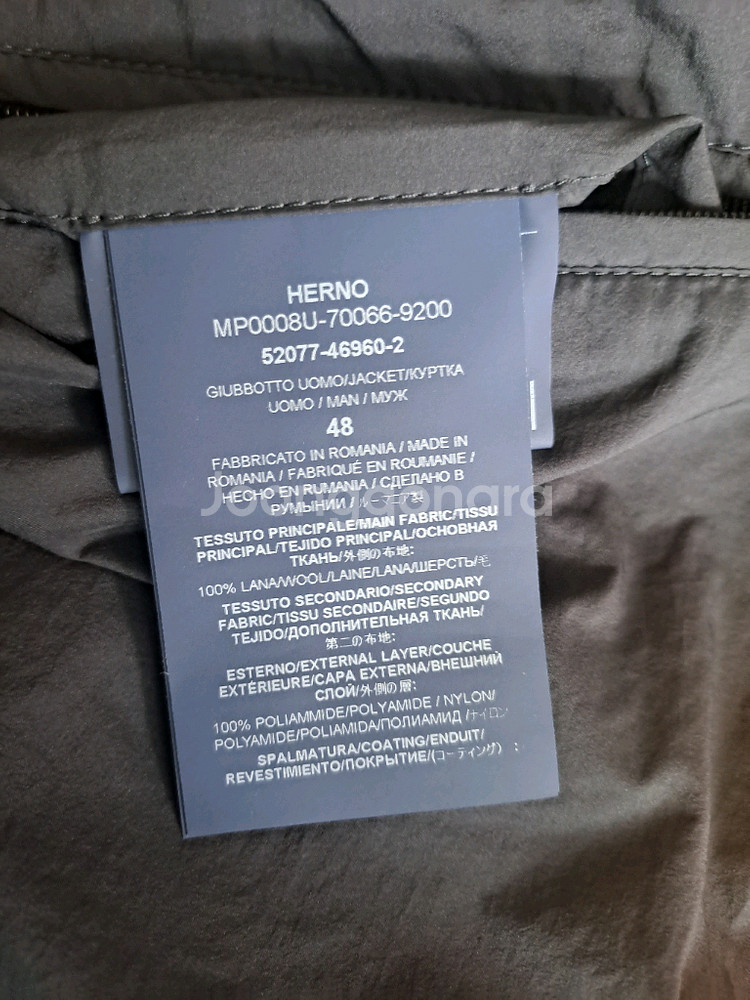 HERNO
MP0008U-70066-9200
52077-46960-2
GIUBBOTTO UOMO/JACKET/КУРТКА
UOMO / MAN / МУЖ
48
FABBRICATO IN ROMANIA / MADE IN
ROMANIA / FABRIQUÉ EN ROUMANIE /
HECHO EN RUMANIA / СДЕЛАНО В
РУМЫНИИ / ルーマニア製
Joonggonara
TESSUTO PRINCIPALE/MAIN FABRIC/TISSU
PRINCIPAL/TEJIDO PRINCIPAL/ОСНОВНАЯ
ТКАНЬ/外側の布地:
100% LANA/WOOL/LAINE/LANA/ШЕРСТЬ/毛
TESSUTO SECONDARIO/SECONDARY
FABRIC/TISSU SECONDAIRE/SEGUNDO
TEJIDO/ДОПОЛНИТЕЛЬНАЯ ТКАНЬ/
第二の布地:
ESTERNO/EXTERNAL LAYER/COUCHE
EXTÉRIEURE/CAPA EXTERNA/ВНЕШНИЙ
СЛОЙ/外側の層:
100% POLIAMMIDE/POLYAMIDE / NYLON/
POLYAMIDE/POLIAMIDA/ПОЛИАМИД /ナイロン
SPALMATURA/COATING/ENDUIT/
REVESTIMIENTO/ПОКРЫТИЕ/(コーティング) :